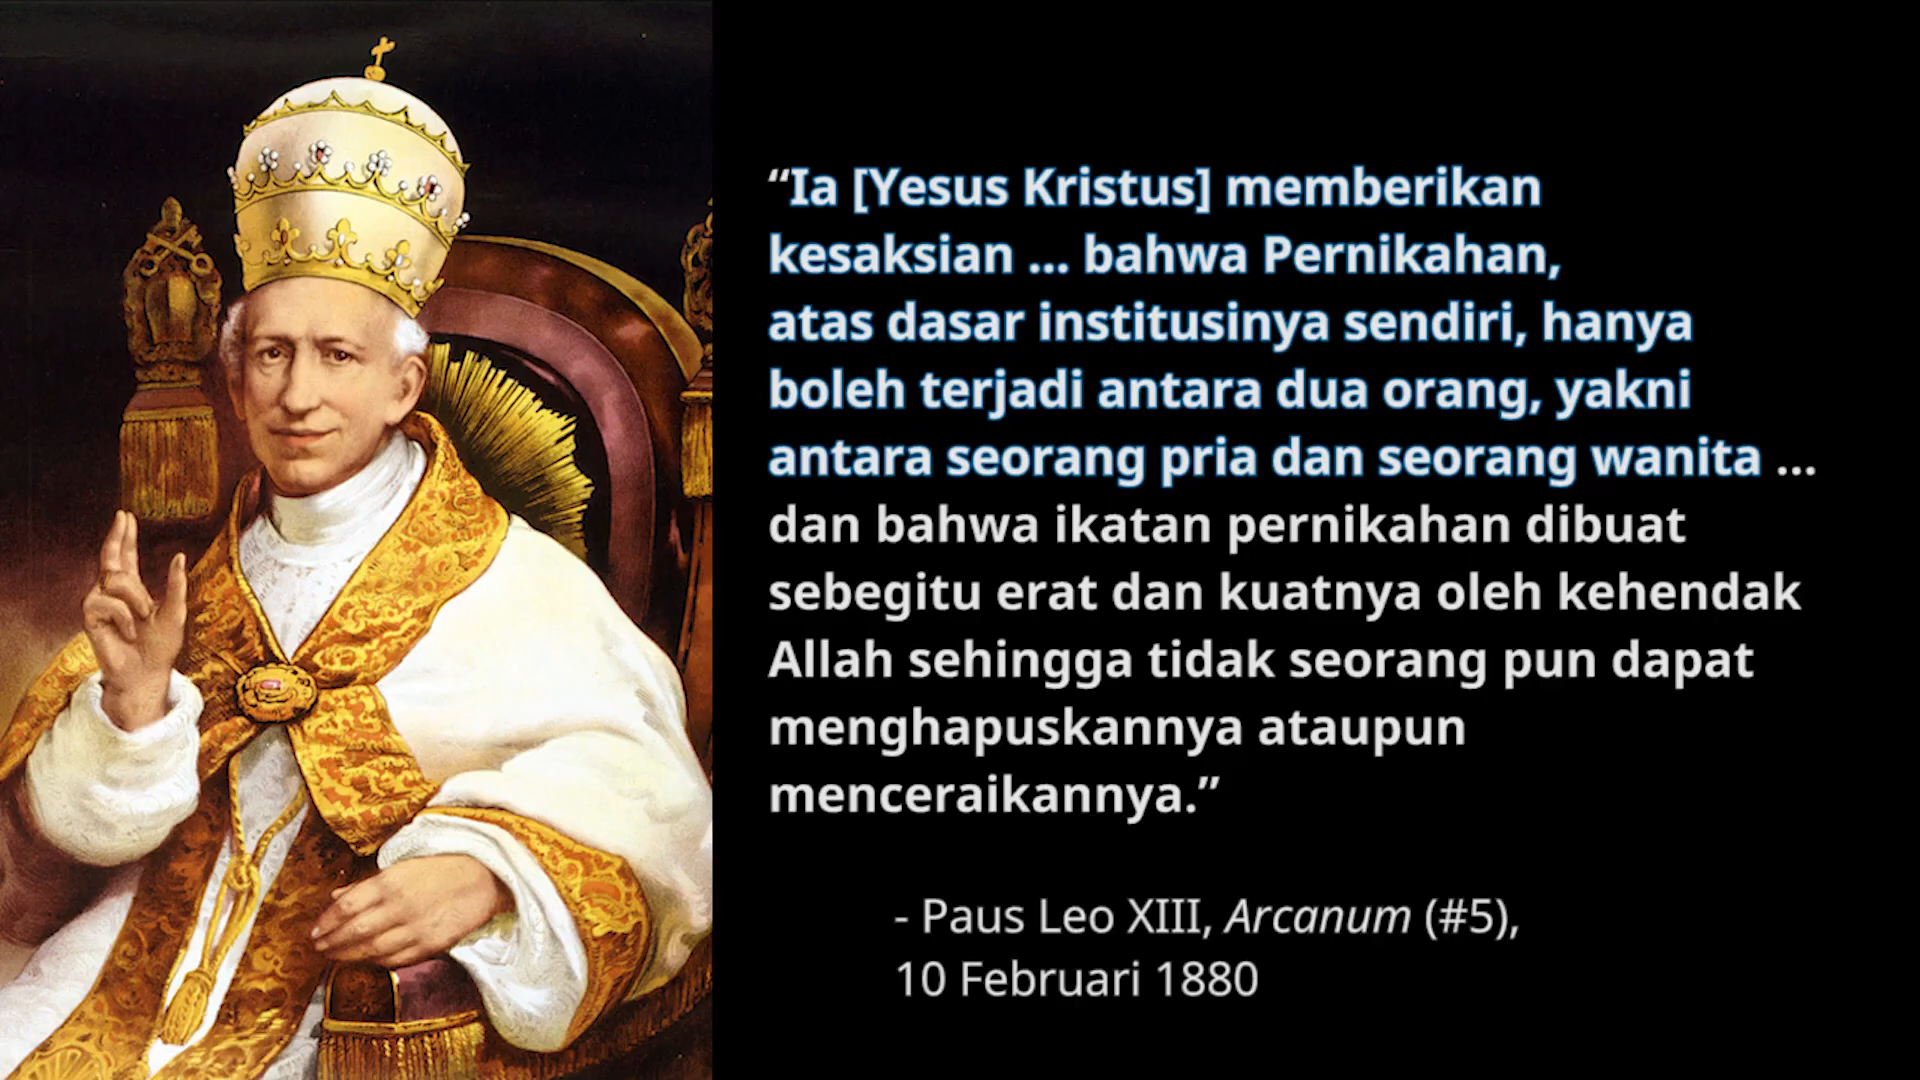 “Ia [Yesus Kristus] memberikan
kesaksian ... bahwa Pernikahan,
atas dasar institusinya sendiri, hanya
boleh terjadi antara dua orang, yakni
antara seorang pria dan seorang wanita ...
dan bahwa ikatan pernikahan dibuat
sebegitu erat dan kuatnya oleh kehendak
Allah sehingga tidak seorang pun dapat
menghapuskannya ataupun
menceraikannya.”
- Paus Leo XIII, Arcanum (#5),
10 Februari 1880